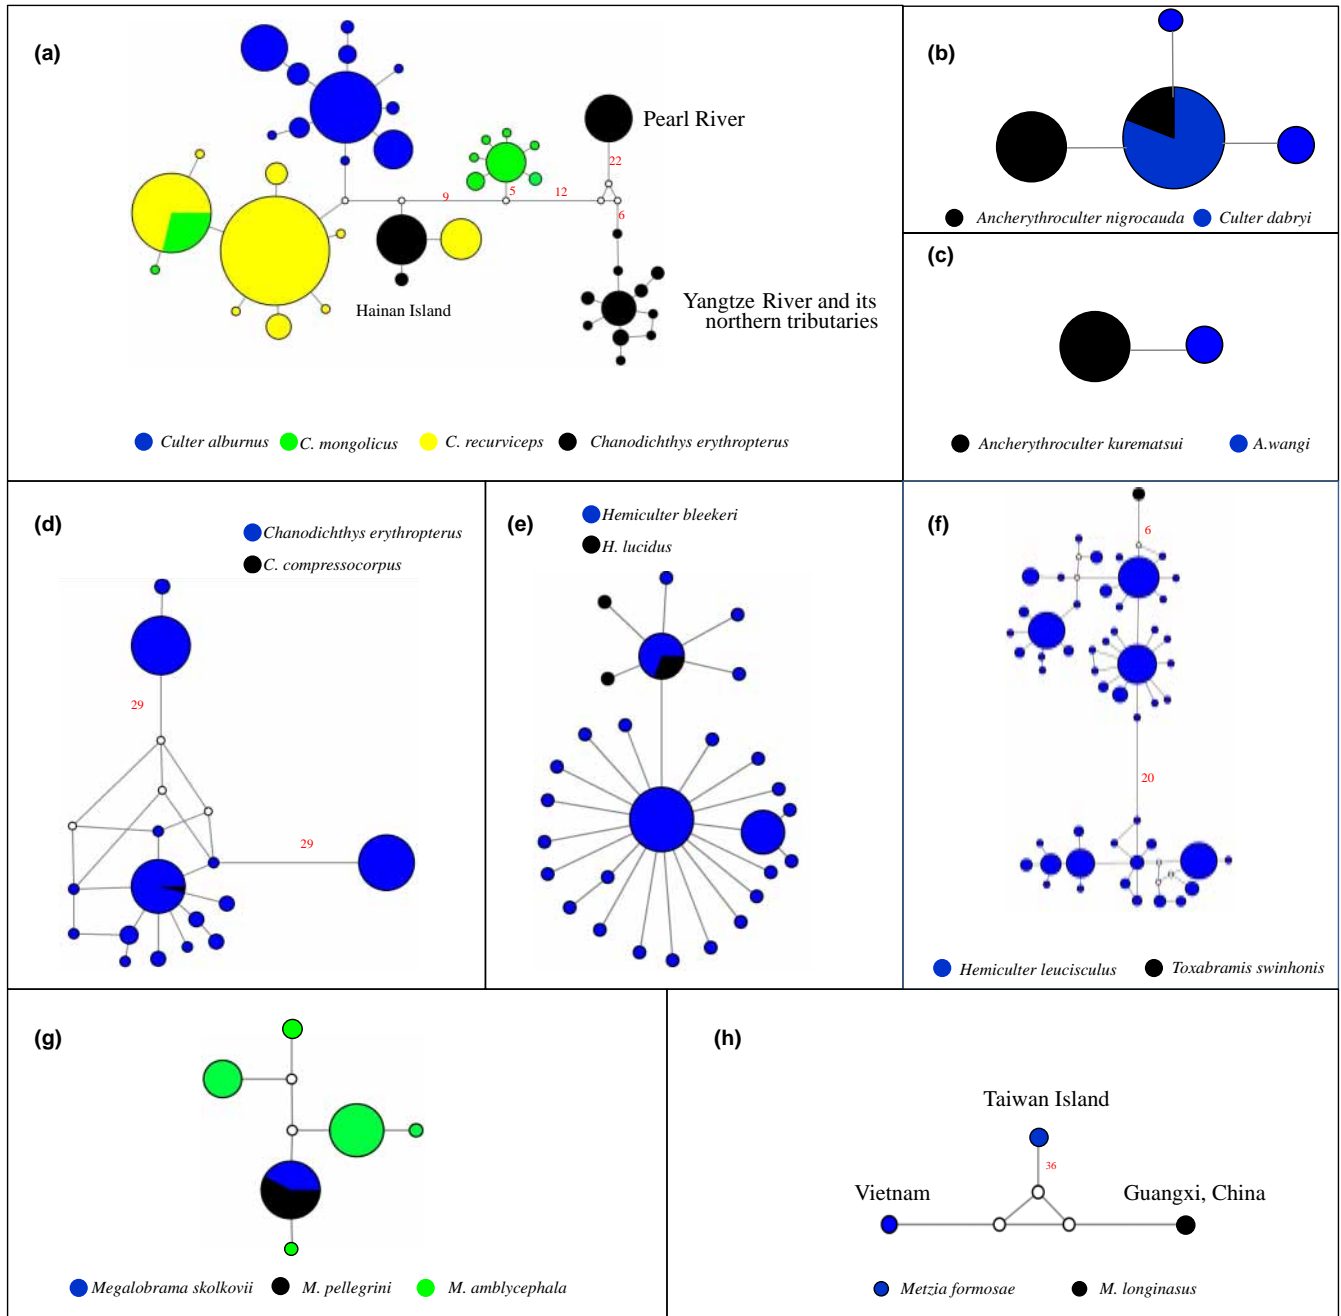 (a)
Pearl River
22
9
5
12
6
Hainan Island
Yangtze River and its
northern tributaries
Culter alburnus
C. mongolicus
C. recurviceps
Chanodichthys erythropterus
(b)
Ancherythroculter nigrocauda
Culter dabryi
(c)
Ancherythroculter kurematsui
A.wangi
(d)
Chanodichthys erythropterus
C. compressocorpus
29
29
(e)
Hemiculter bleekeri
H. lucidus
(f)
6
20
Hemiculter leucisculus
Toxabramis swinhonis
(g)
Megalobrama skolkovii
M. pellegrini
M. amblycephala
(h)
Taiwan Island
36
Vietnam
Guangxi, China
Metzia formosae
M. longinasus